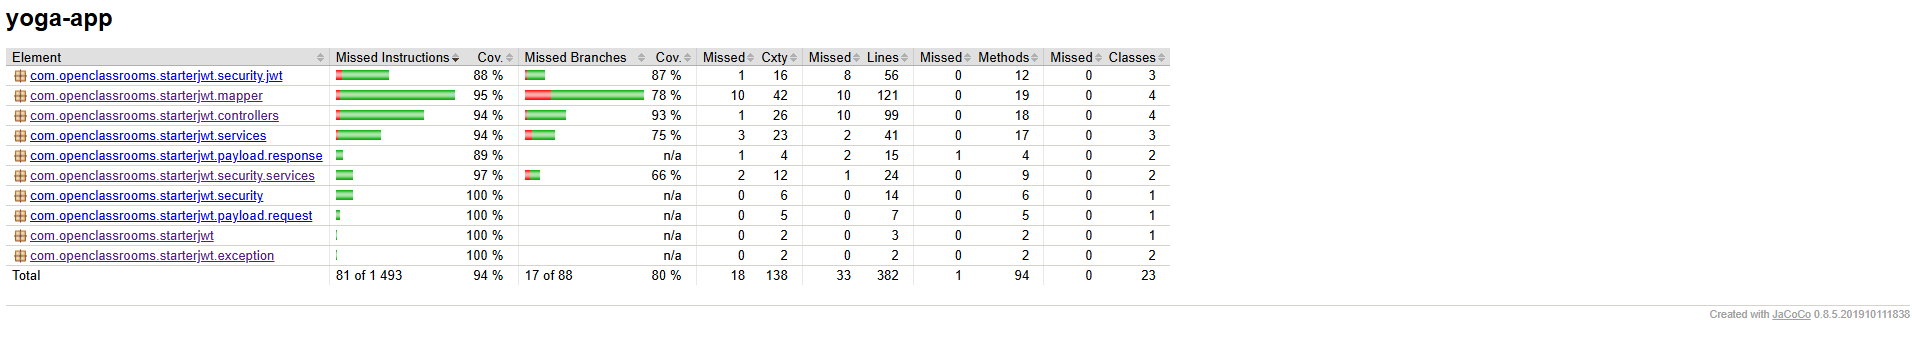 yoga-app
Element Missed Instructions Cov. Missed Branches Cov. Missed Cxty Missed Lines Missed Methods Missed Classes
com.openclassrooms.starterjwt.security.jwt 88 % 87 % 1 16 8 56 0 12 0 3
com.openclassrooms.starterjwt.mapper 95 % 78 % 10 42 10 121 0 19 0 4
com.openclassrooms.starterjwt.controllers 94 % 93 % 1 26 10 99 0 18 0 4
com.openclassrooms.starterjwt.services 94 % 75 % 3 23 2 41 0 17 0 3
com.openclassrooms.starterjwt.payload.response 89 % n/a 1 4 2 15 1 4 0 2
com.openclassrooms.starterjwt.security.services 97 % 66 % 2 12 1 24 0 9 0 2
com.openclassrooms.starterjwt.security 100 % n/a 0 6 0 14 0 6 0 1
com.openclassrooms.starterjwt.payload.request 100 % n/a 0 5 0 7 0 5 0 1
com.openclassrooms.starterjwt 100 % n/a 0 2 0 3 0 2 0 1
com.openclassrooms.starterjwt.exception 100 % n/a 0 2 0 2 0 2 0 2
Total 81 of 1 493 94 % 17 of 88 80 % 18 138 33 382 1 94 0 23
Created with JaCoCo 0.8.5.201910111838